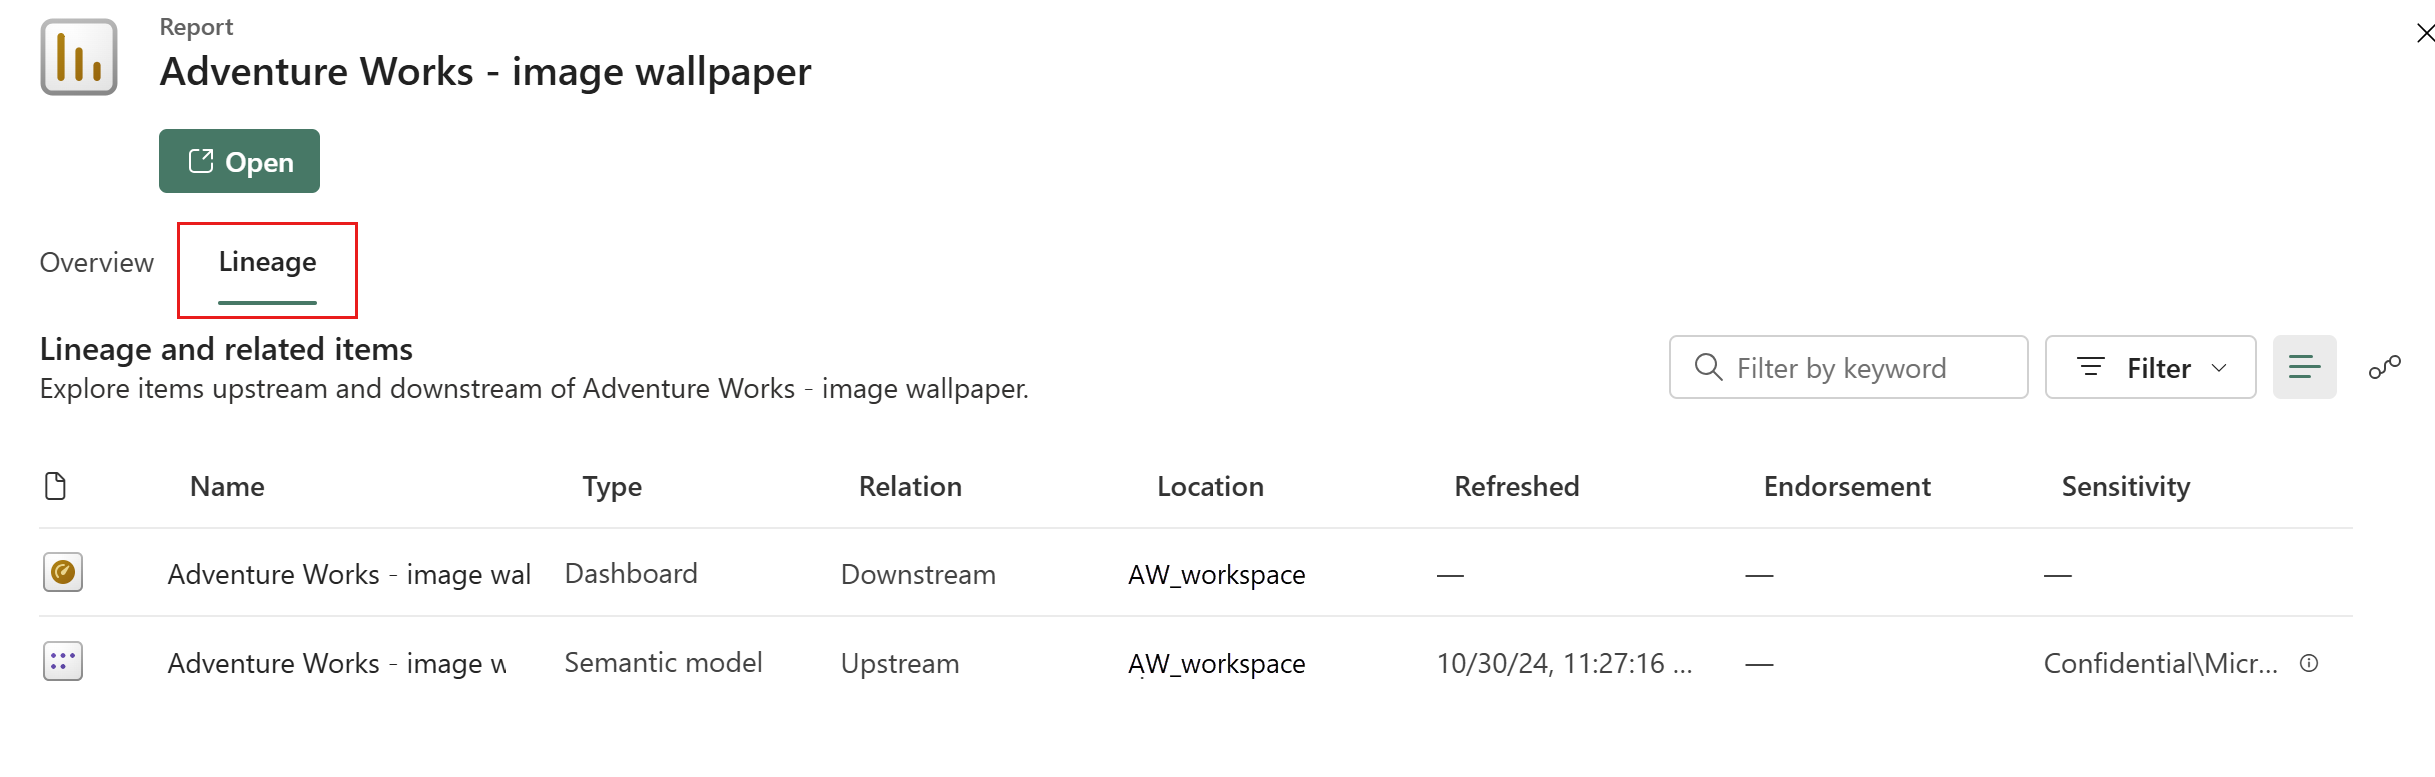 Report
Adventure Works - image wallpaper
Open
Overview Lineage
Lineage and related items
Explore items upstream and downstream of Adventure Works - image wallpaper.
Filter by keyword Filter
Name Type Relation Location Refreshed Endorsement Sensitivity
Adventure Works - image wal Dashboard Downstream AW_workspace — — —
Adventure Works - image w Semantic model Upstream AW_workspace 10/30/24, 11:27:16 ... — Confidential\Micr...